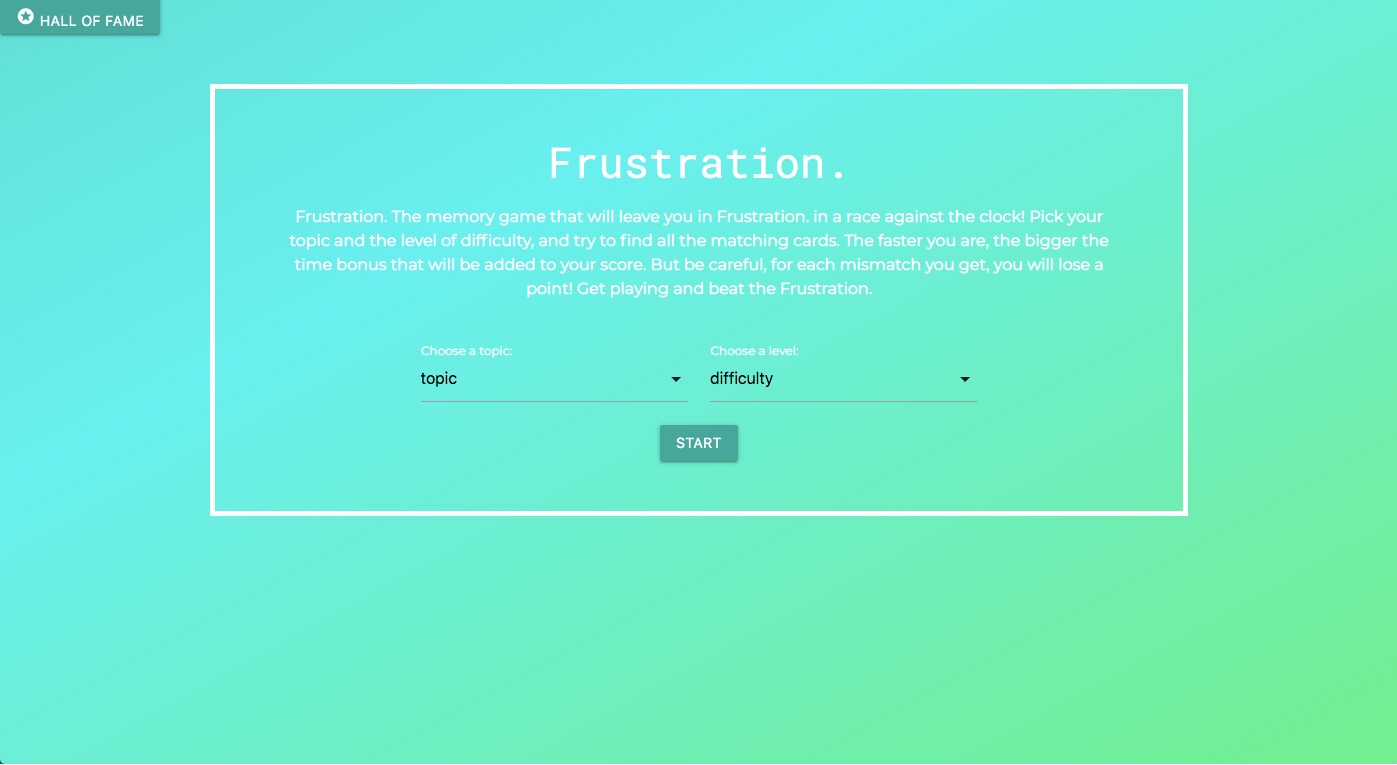 HALL OF FAME
Frustration.
Frustration. The memory game that will leave you in Frustration. in a race against the clock! Pick your
topic and the level of difficulty, and try to find all the matching cards. The faster you are, the bigger the
time bonus that will be added to your score. But be careful, for each mismatch you get, you will lose a
point! Get playing and beat the Frustration.
Choose a topic:
topic
Choose a level:
difficulty
START